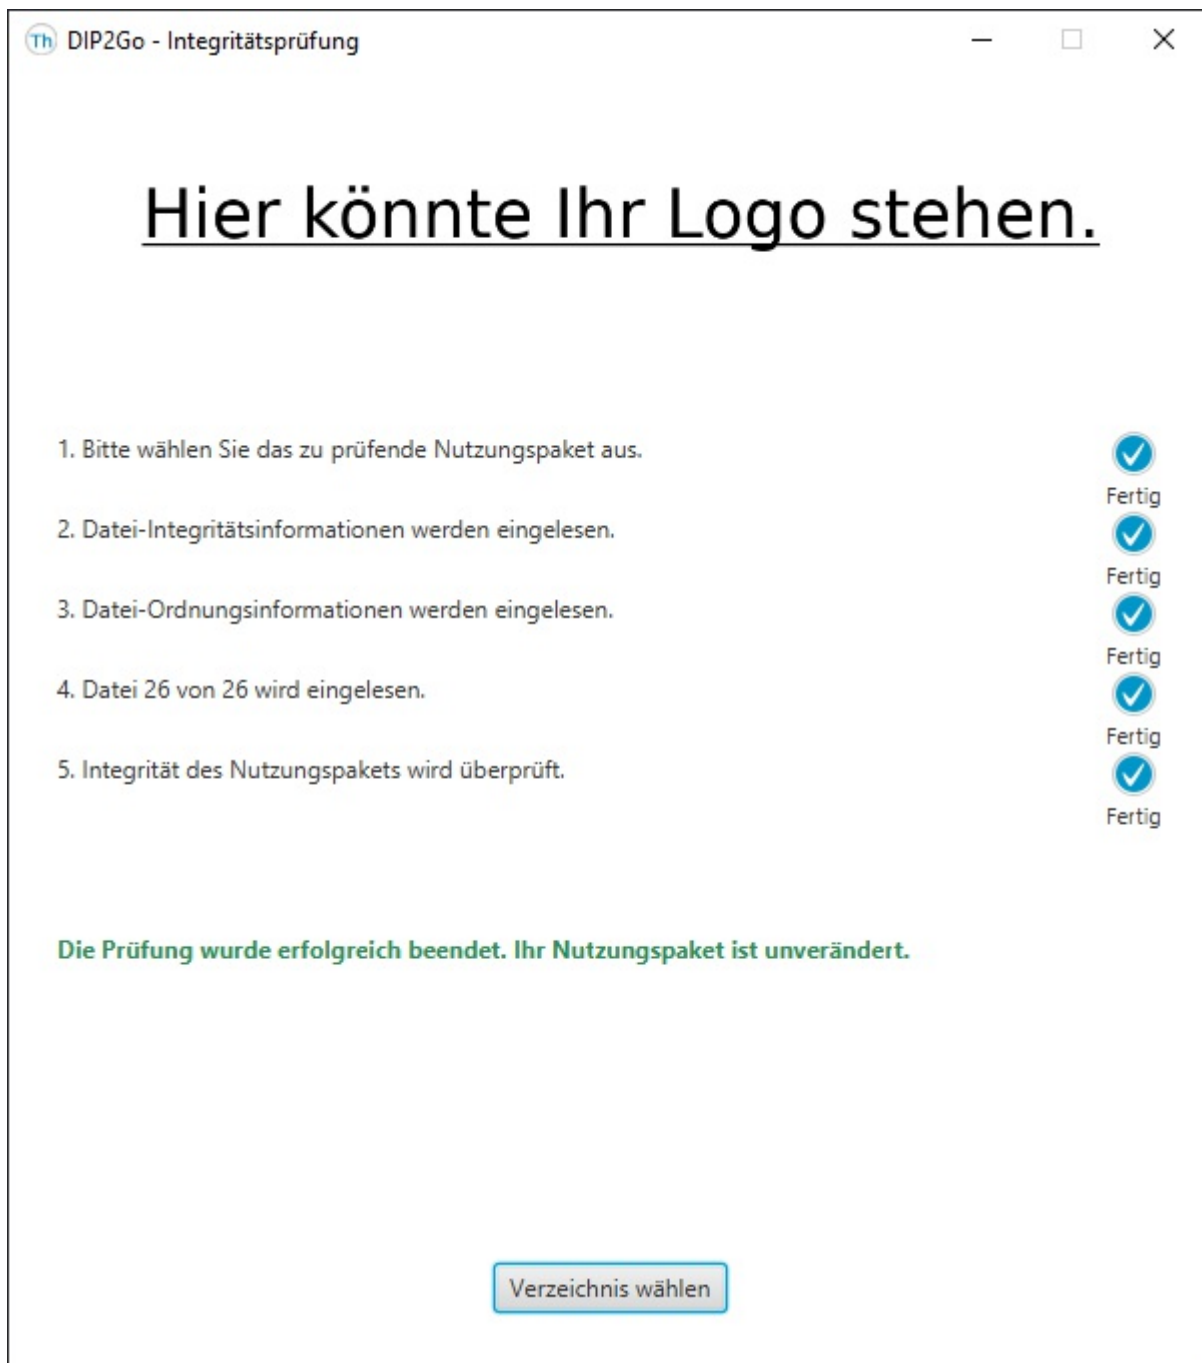 Th DIP2Go - Integritätsprüfung
Hier könnte Ihr Logo stehen.
1. Bitte wählen Sie das zu prüfende Nutzungspaket aus.
Fertig
2. Datei-Integritätsinformationen werden eingelesen.
Fertig
3. Datei-Ordnungsinformationen werden eingelesen.
Fertig
4. Datei 26 von 26 wird eingelesen.
Fertig
5. Integrität des Nutzungspakets wird überprüft.
Fertig
Die Prüfung wurde erfolgreich beendet. Ihr Nutzungspaket ist unverändert.
Verzeichnis wählen